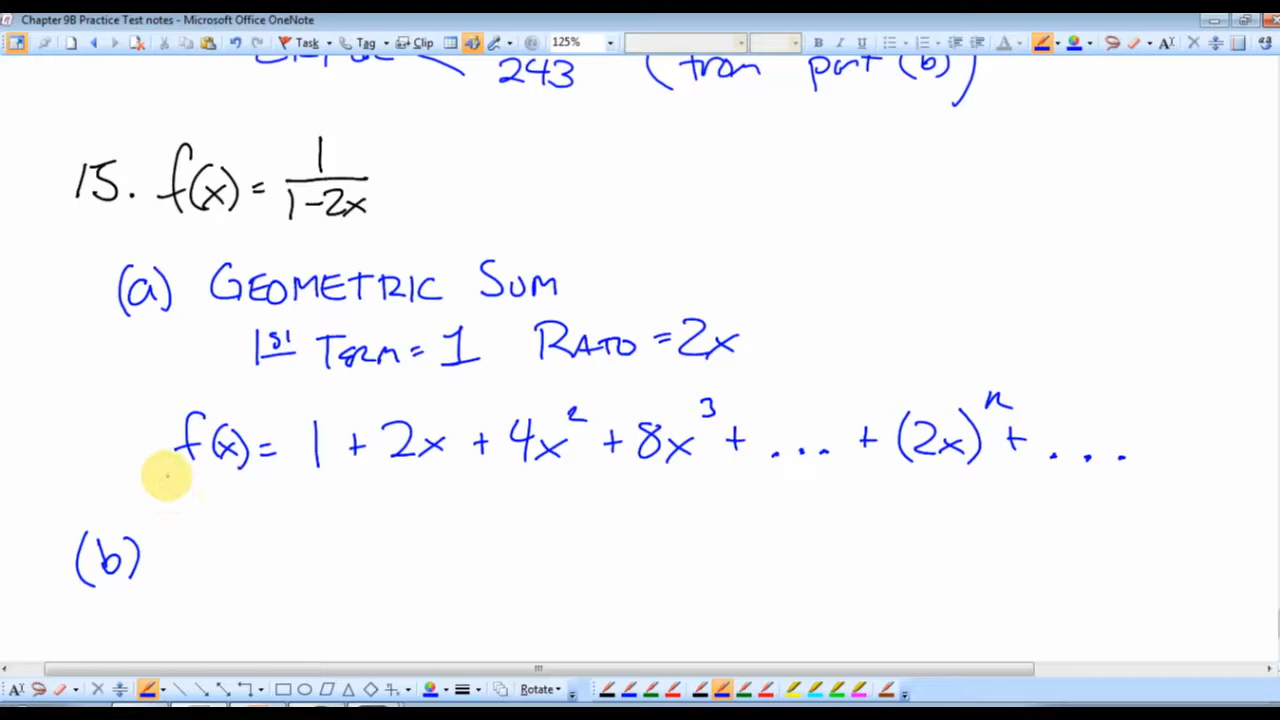 Chapter 9B Practice Test notes - Microsoft Office OneNote
Task Tag Clip 125% B I U
243 (from part (b))
15. f(x) = 1/(1-2x)
(a) GEOMETRIC SUM
1st TERM = 1 RATO = 2x
f(x) = 1 + 2x + 4x² + 8x³ + ... + (2x)ⁿ + ...
(b)
Rotate